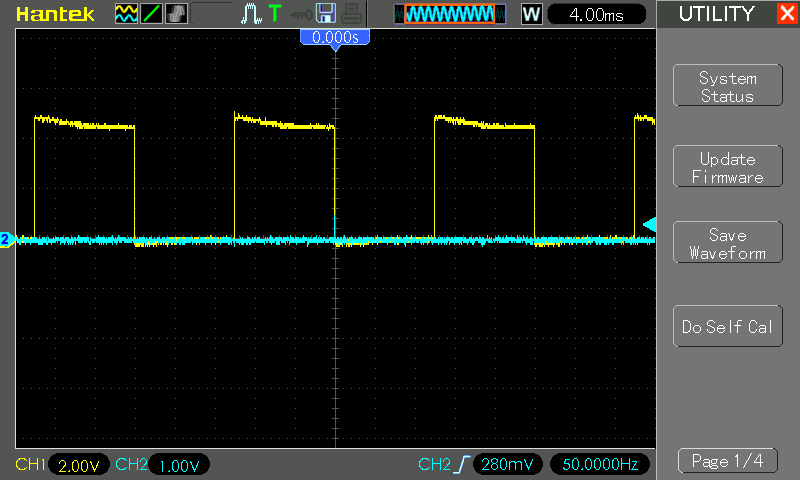 Hantek T W 4.00ms UTILITY
0.000s
System
Status
Update
Firmware
Save
Waveform
2
Do Self Cal
CH1 2.00V CH2 1.00V CH2 280mV 50.0000Hz
Page 1/4